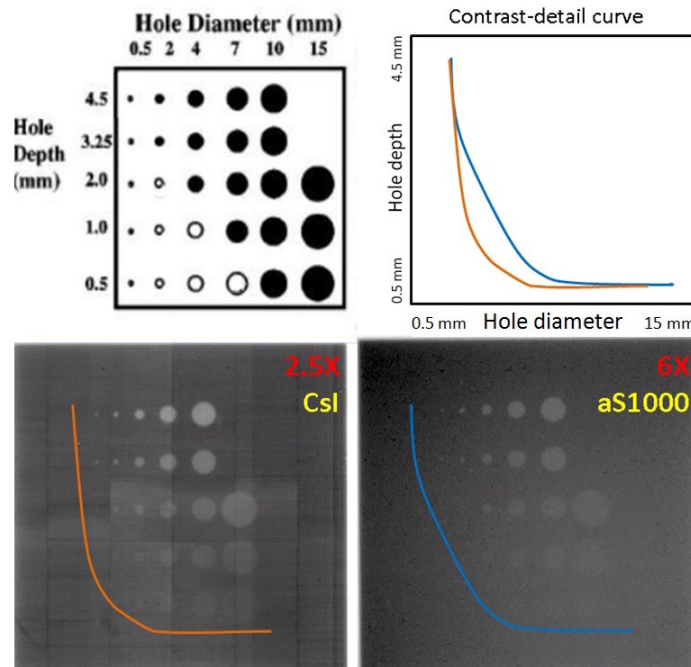 Hole Diameter (mm)
0.5 2 4 7 10 15
Hole
Depth
(mm)
4.5
3.25
2.0
1.0
0.5
Contrast-detail curve
4.5 mm
Hole depth
0.5 mm
0.5 mm Hole diameter 15 mm
2.5X
CsI
6X
aS1000